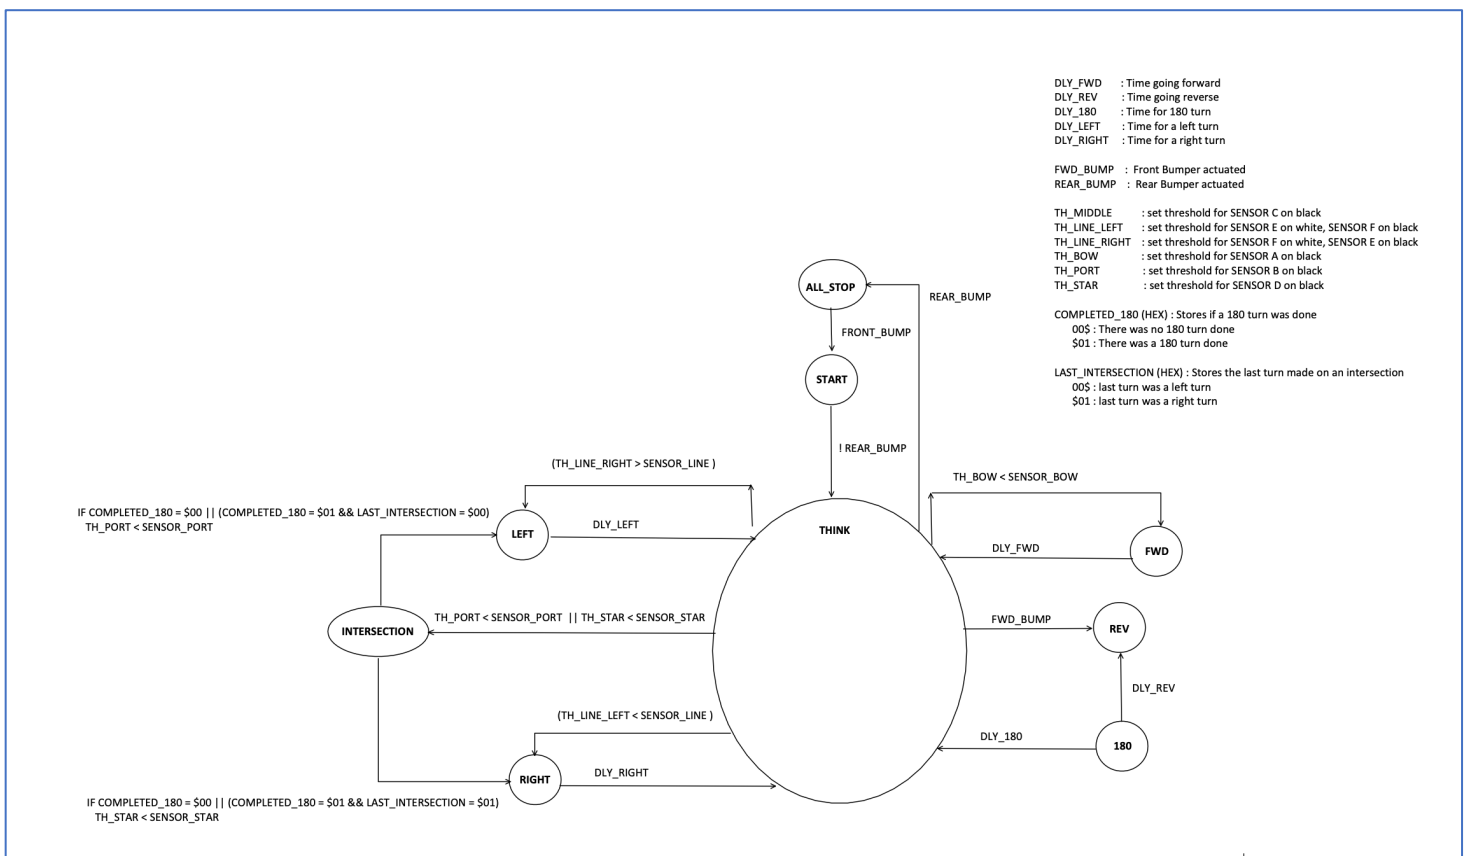 DLY_FWD : Time going forward
DLY_REV : Time going reverse
DLY_180 : Time for 180 turn
DLY_LEFT : Time for a left turn
DLY_RIGHT : Time for a right turn
FWD_BUMP : Front Bumper actuated
REAR_BUMP : Rear Bumper actuated
TH_MIDDLE : set threshold for SENSOR C on black
TH_LINE_LEFT : set threshold for SENSOR E on white, SENSOR F on black
TH_LINE_RIGHT : set threshold for SENSOR F on white, SENSOR E on black
TH_BOW : set threshold for SENSOR A on black
TH_PORT : set threshold for SENSOR B on black
TH_STAR : set threshold for SENSOR D on black
COMPLETED_180 (HEX) : Stores if a 180 turn was done
00$ : There was no 180 turn done
$01 : There was a 180 turn done
LAST_INTERSECTION (HEX) : Stores the last turn made on an intersection
00$ : last turn was a left turn
$01 : last turn was a right turn
ALL_STOP
REAR_BUMP
FRONT_BUMP
START
! REAR_BUMP
(TH_LINE_RIGHT > SENSOR_LINE )
TH_BOW < SENSOR_BOW
IF COMPLETED_180 = $00 || (COMPLETED_180 = $01 && LAST_INTERSECTION = $00)
TH_PORT < SENSOR_PORT
LEFT
DLY_LEFT
THINK
DLY_FWD
FWD
INTERSECTION
TH_PORT < SENSOR_PORT || TH_STAR < SENSOR_STAR
FWD_BUMP
REV
DLY_REV
(TH_LINE_LEFT < SENSOR_LINE )
DLY_180
180
RIGHT
DLY_RIGHT
IF COMPLETED_180 = $00 || (COMPLETED_180 = $01 && LAST_INTERSECTION = $01)
TH_STAR < SENSOR_STAR